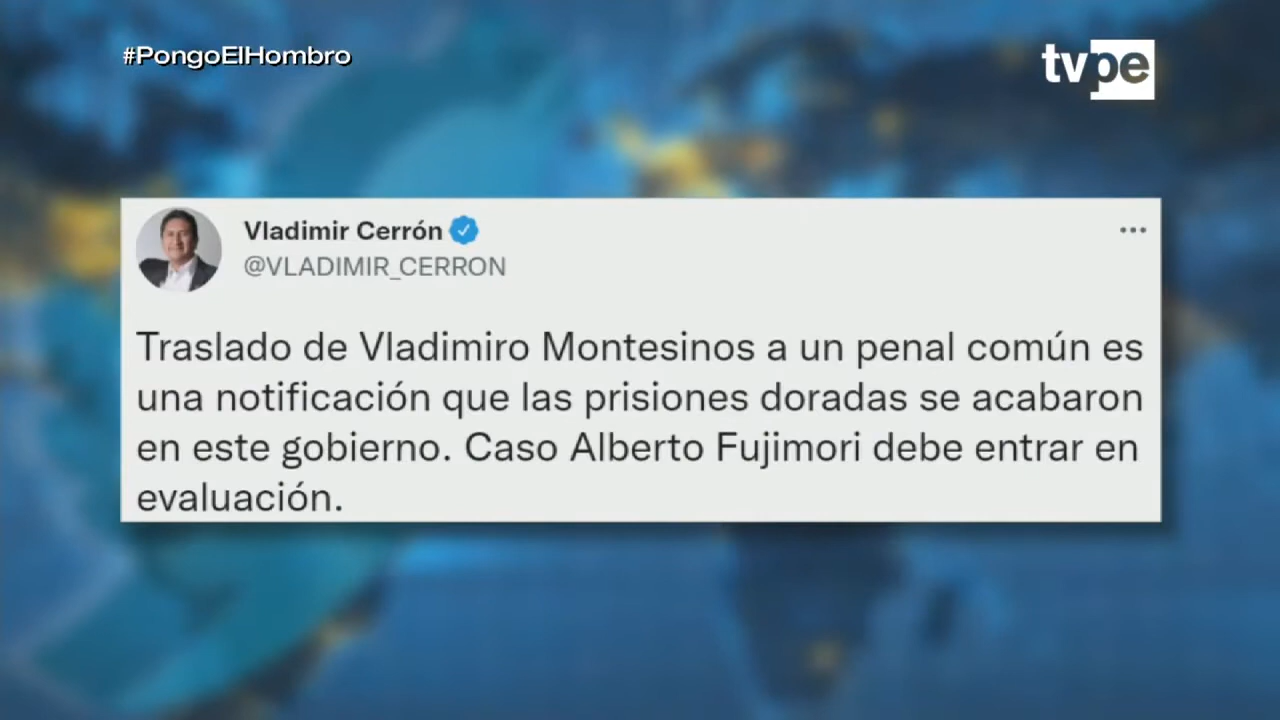 #PongoElHombro
tvpe
Vladimir Cerrón
@VLADIMIR_CERRON
Traslado de Vladimiro Montesinos a un penal común es
una notificación que las prisiones doradas se acabaron
en este gobierno. Caso Alberto Fujimori debe entrar en
evaluación.